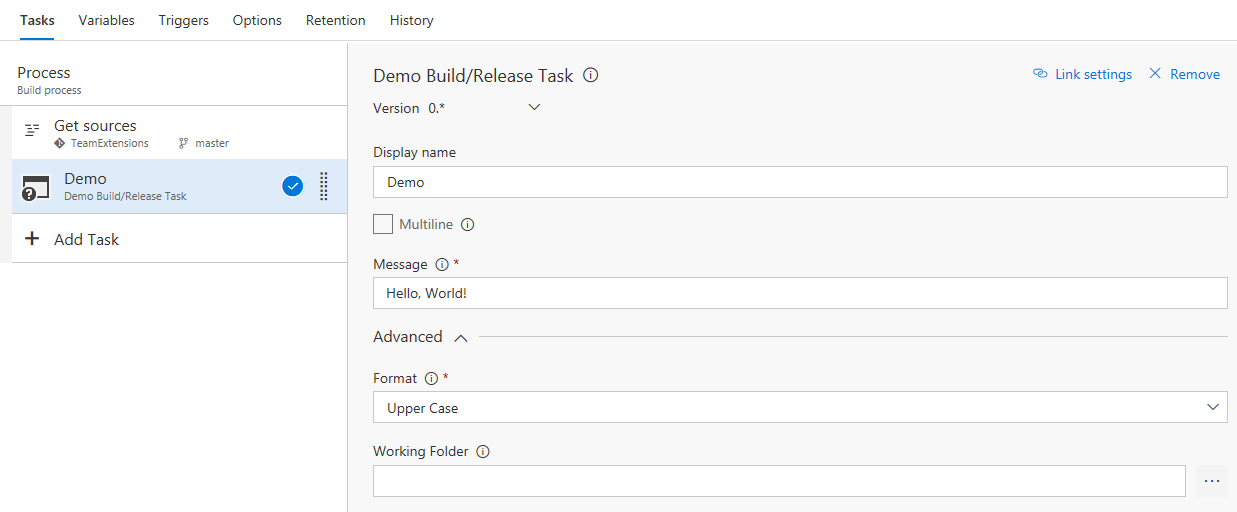 Tasks Variables Triggers Options Retention History
Process
Build process
Get sources
TeamExtensions master
Demo
Demo Build/Release Task
Add Task
Demo Build/Release Task Link settings Remove
Version 0.*
Display name
Demo
Multiline
Message *
Hello, World!
Advanced
Format *
Upper Case
Working Folder
...